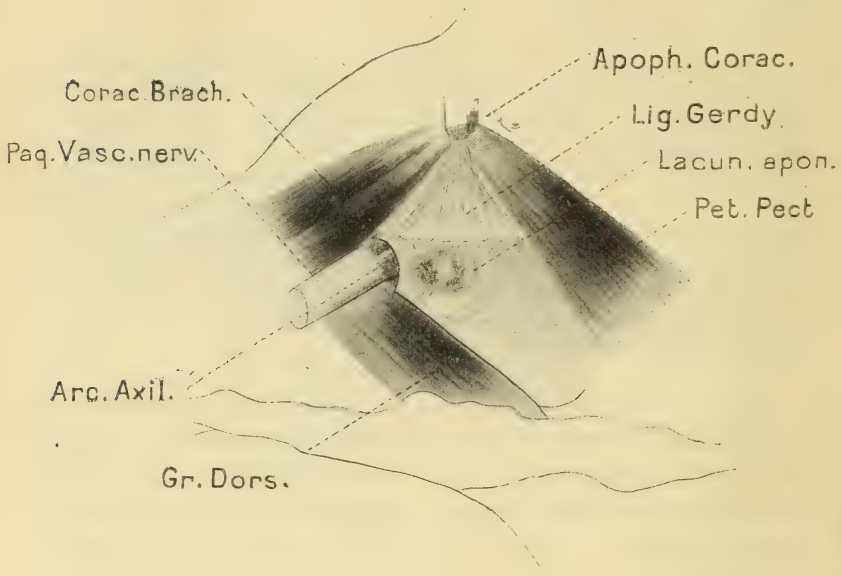 Apoph. Corac.
Corac. Brach.
Lig. Gerdy.
Paq. Vasc. nerv.
Lacun. apon.
Pet. Pect
Arc. Axil.
Gr. Dors.